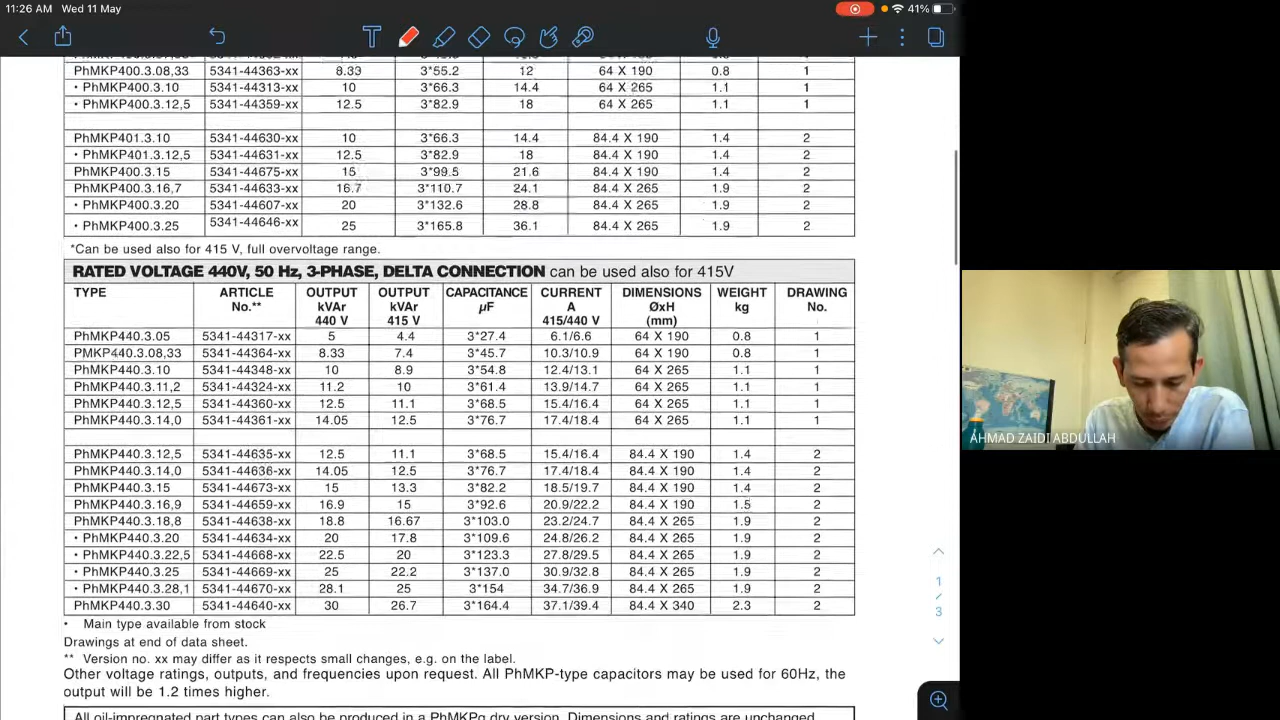 11:26 AM Wed 11 May 41%
PhMKP400.3.08,33 5341-44363-xx 8.33 3*55.2 12 64 X 190 0.8 1
• PhMKP400.3.10 5341-44313-xx 10 3*66.3 14.4 64 X 265 1.1 1
• PhMKP400.3.12,5 5341-44359-xx 12.5 3*82.9 18 64 X 265 1.1 1
PhMKP401.3.10 5341-44630-xx 10 3*66.3 14.4 84.4 X 190 1.4 2
• PhMKP401.3.12,5 5341-44631-xx 12.5 3*82.9 18 84.4 X 190 1.4 2
PhMKP400.3.15 5341-44675-xx 15 3*99.5 21.6 84.4 X 190 1.4 2
PhMKP400.3.16,7 5341-44633-xx 16.7 3*110.7 24.1 84.4 X 265 1.9 2
• PhMKP400.3.20 5341-44607-xx 20 3*132.6 28.8 84.4 X 265 1.9 2
• PhMKP400.3.25 5341-44646-xx 25 3*165.8 36.1 84.4 X 265 1.9 2
*Can be used also for 415 V, full overvoltage range.
RATED VOLTAGE 440V, 50 Hz, 3-PHASE, DELTA CONNECTION can be used also for 415V
TYPE ARTICLE OUTPUT OUTPUT CAPACITANCE CURRENT DIMENSIONS WEIGHT DRAWING
No.** kVAr kVAr µF A ØxH kg No.
440 V 415 V 415/440 V (mm)
PhMKP440.3.05 5341-44317-xx 5 4.4 3*27.4 6.1/6.6 64 X 190 0.8 1
PMKP440.3.08,33 5341-44364-xx 8.33 7.4 3*45.7 10.3/10.9 64 X 190 0.8 1
PhMKP440.3.10 5341-44348-xx 10 8.9 3*54.8 12.4/13.1 64 X 265 1.1 1
PhMKP440.3.11,2 5341-44324-xx 11.2 10 3*61.4 13.9/14.7 64 X 265 1.1 1
PhMKP440.3.12,5 5341-44360-xx 12.5 11.1 3*68.5 15.4/16.4 64 X 265 1.1 1
PhMKP440.3.14,0 5341-44361-xx 14.05 12.5 3*76.7 17.4/18.4 64 X 265 1.1 1
PhMKP440.3.12,5 5341-44635-xx 12.5 11.1 3*68.5 15.4/16.4 84.4 X 190 1.4 2
PhMKP440.3.14,0 5341-44636-xx 14.05 12.5 3*76.7 17.4/18.4 84.4 X 190 1.4 2
PhMKP440.3.15 5341-44673-xx 15 13.3 3*82.2 18.5/19.7 84.4 X 190 1.4 2
PhMKP440.3.16,9 5341-44659-xx 16.9 15 3*92.6 20.9/22.2 84.4 X 190 1.5 2
PhMKP440.3.18,8 5341-44638-xx 18.8 16.67 3*103.0 23.2/24.7 84.4 X 265 1.9 2
• PhMKP440.3.20 5341-44634-xx 20 17.8 3*109.6 24.8/26.2 84.4 X 265 1.9 2
• PhMKP440.3.22,5 5341-44668-xx 22.5 20 3*123.3 27.8/29.5 84.4 X 265 1.9 2
• PhMKP440.3.25 5341-44669-xx 25 22.2 3*137.0 30.9/32.8 84.4 X 265 1.9 2
• PhMKP440.3.28,1 5341-44670-xx 28.1 25 3*154 34.7/36.9 84.4 X 265 1.9 2
PhMKP440.3.30 5341-44640-xx 30 26.7 3*164.4 37.1/39.4 84.4 X 340 2.3 2
• Main type available from stock
Drawings at end of data sheet.
** Version no. xx may differ as it respects small changes, e.g. on the label.
Other voltage ratings, outputs, and frequencies upon request. All PhMKP-type capacitors may be used for 60Hz, the
output will be 1.2 times higher.
All oil-impregnated part types can also be produced in a PhMKPg dry version. Dimensions and ratings are unchanged
1
/
3
AHMAD ZAIDI ABDULLAH